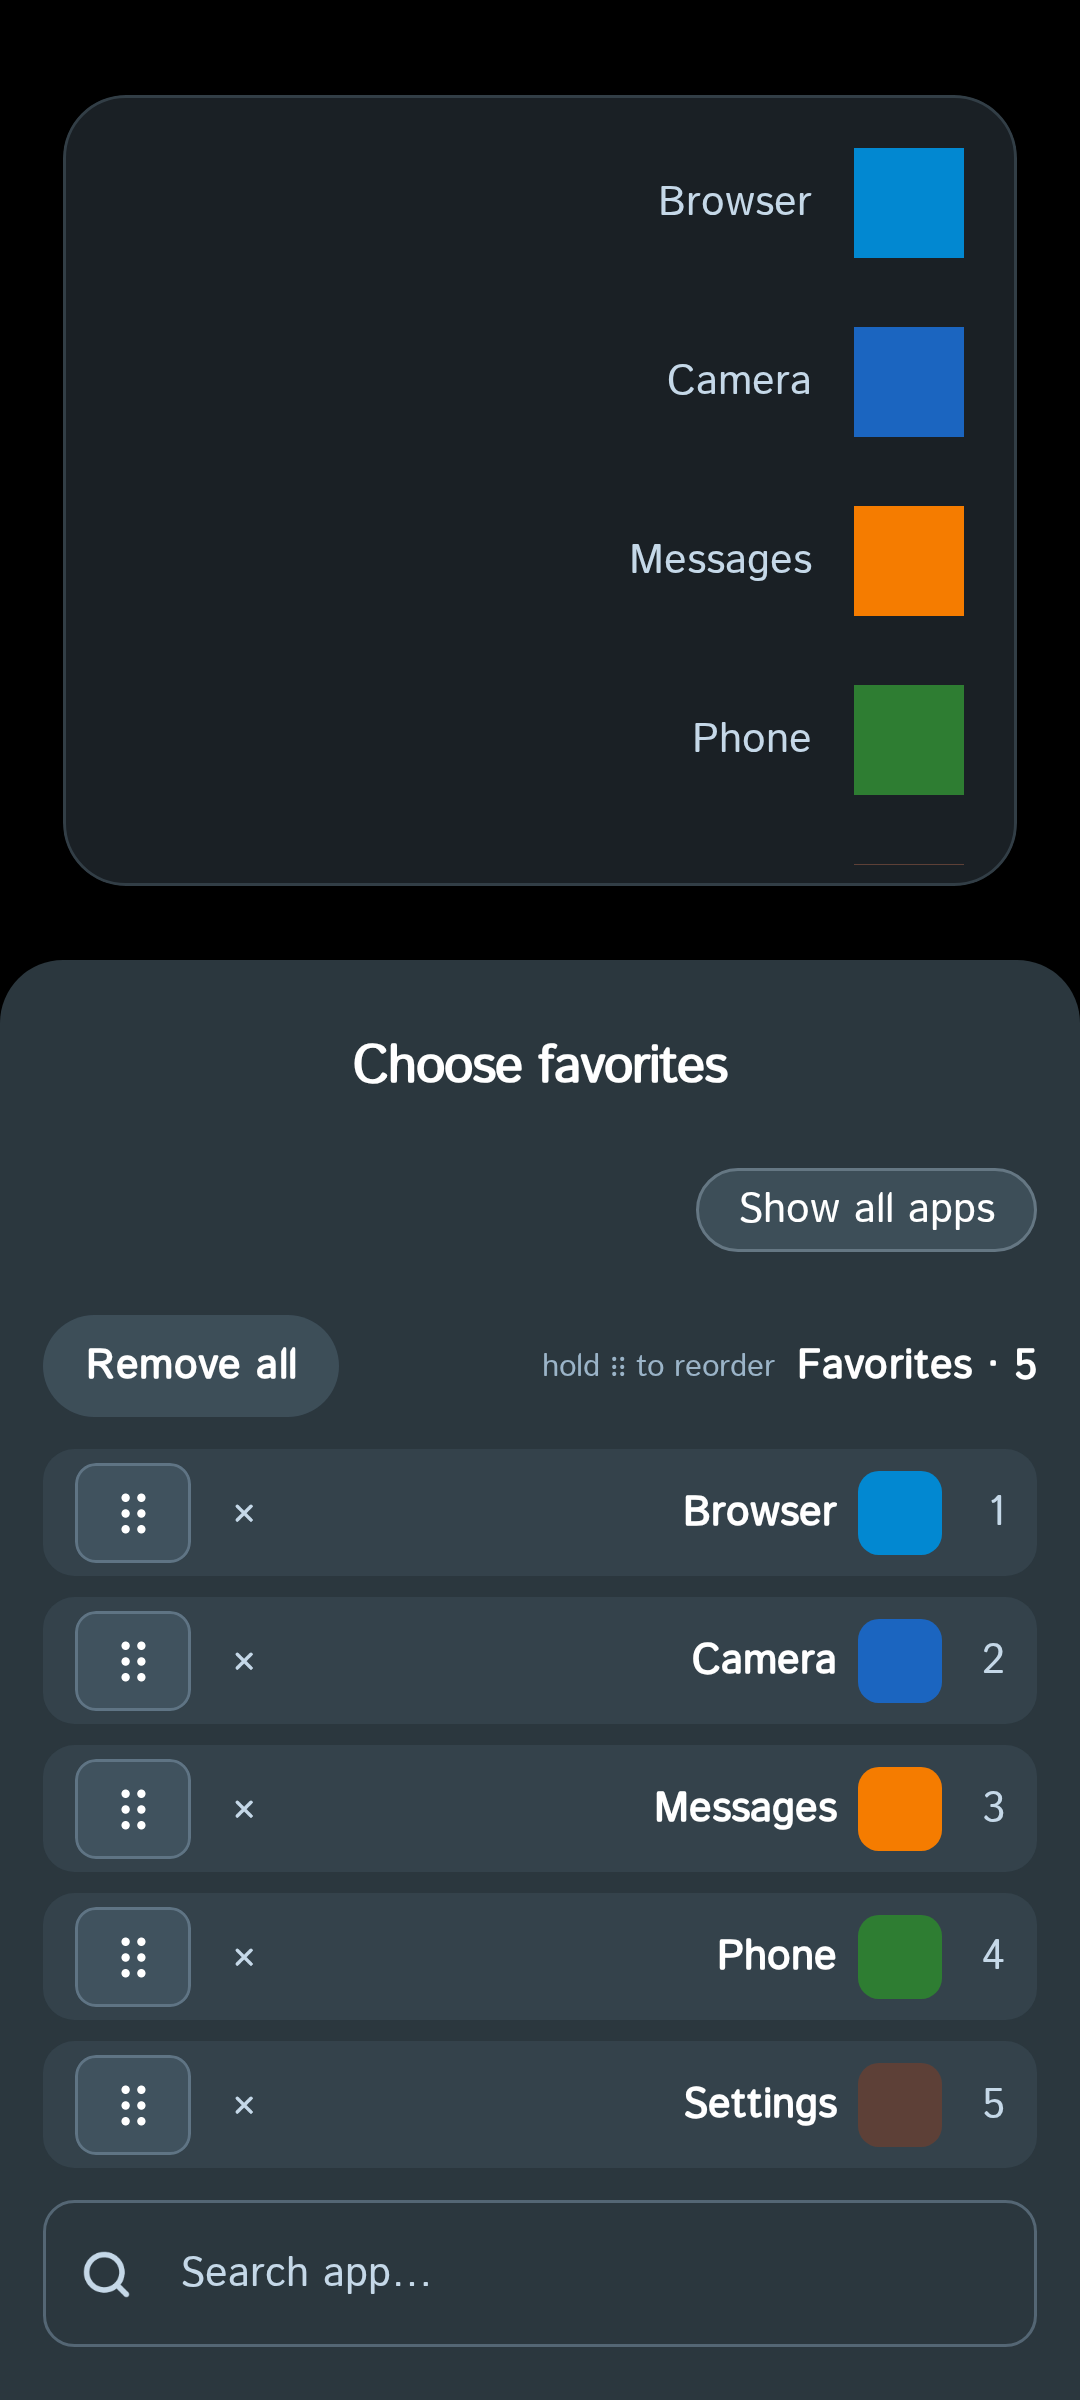 Browser
Camera
Messages
Phone
Choose favorites
Show all apps
Remove all
hold ⠿ to reorder
Favorites · 5
× Browser 1
× Camera 2
× Messages 3
× Phone 4
× Settings 5
Search app...